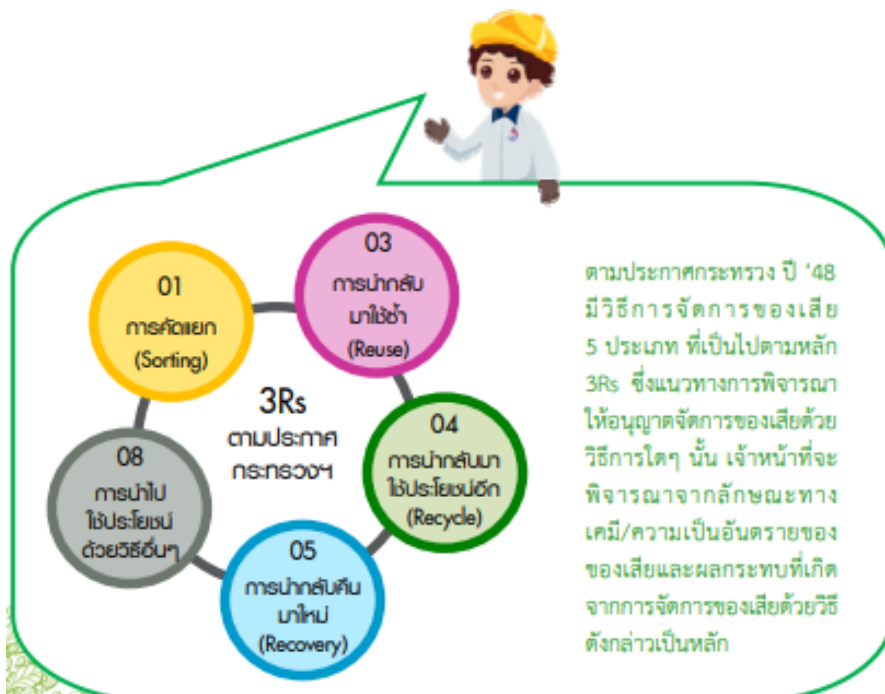 01
การคัดแยก
(Sorting)
03
การนำกลับ
มาใช้ซ้ำ
(Reuse)
04
การนำกลับมา
ใช้ประโยชน์อีก
(Recycle)
05
การนำกลับคืน
มาใหม่
(Recovery)
08
การนำไป
ใช้ประโยชน์
ด้วยวิธีอื่นๆ
3Rs
ตามประกาศ
กระทรวงฯ
ตามประกาศกระทรวง ปี '48
มีวิธีการจัดการของเสีย
5 ประเภท ที่เป็นไปตามหลัก
3Rs ซึ่งแนวทางการพิจารณา
ให้อนุญาตจัดการของเสียด้วย
วิธีการใดๆ นั้น เจ้าหน้าที่จะ
พิจารณาจากลักษณะทาง
เคมี/ความเป็นอันตรายของ
ของเสียและผลกระทบที่เกิด
จากการจัดการของเสียด้วยวิธี
ดังกล่าวเป็นหลัก